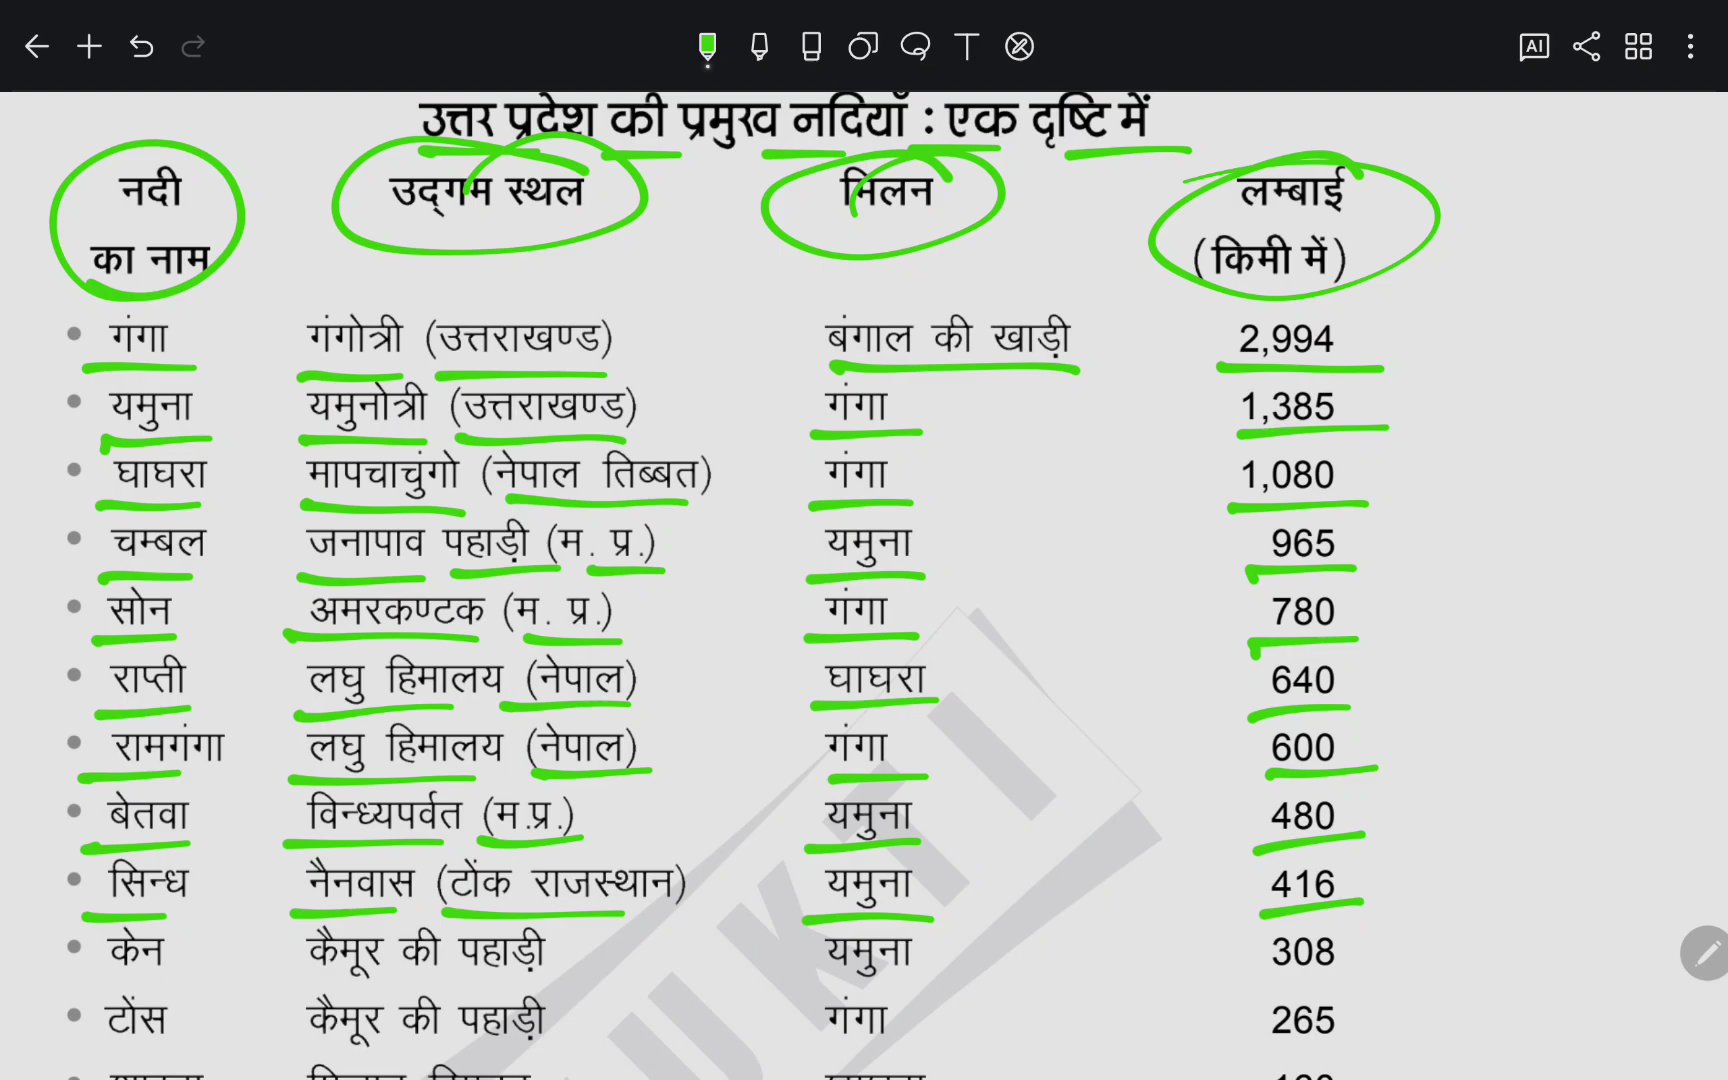 AI
उत्तर प्रदेश की प्रमुख नदियाँ : एक दृष्टि में
नदी का नाम उद्गम स्थल मिलन लम्बाई (किमी में)
• गंगा गंगोत्री (उत्तराखण्ड) बंगाल की खाड़ी 2,994
• यमुना यमुनोत्री (उत्तराखण्ड) गंगा 1,385
• घाघरा मापचाचुंगो (नेपाल तिब्बत) गंगा 1,080
• चम्बल जनापाव पहाड़ी (म. प्र.) यमुना 965
• सोन अमरकण्टक (म. प्र.) गंगा 780
• राप्ती लघु हिमालय (नेपाल) घाघरा 640
• रामगंगा लघु हिमालय (नेपाल) गंगा 600
• बेतवा विन्ध्यपर्वत (म.प्र.) यमुना 480
• सिन्ध नैनवास (टोंक राजस्थान) यमुना 416
• केन कैमूर की पहाड़ी यमुना 308
• टोंस कैमूर की पहाड़ी गंगा 265
UKTI